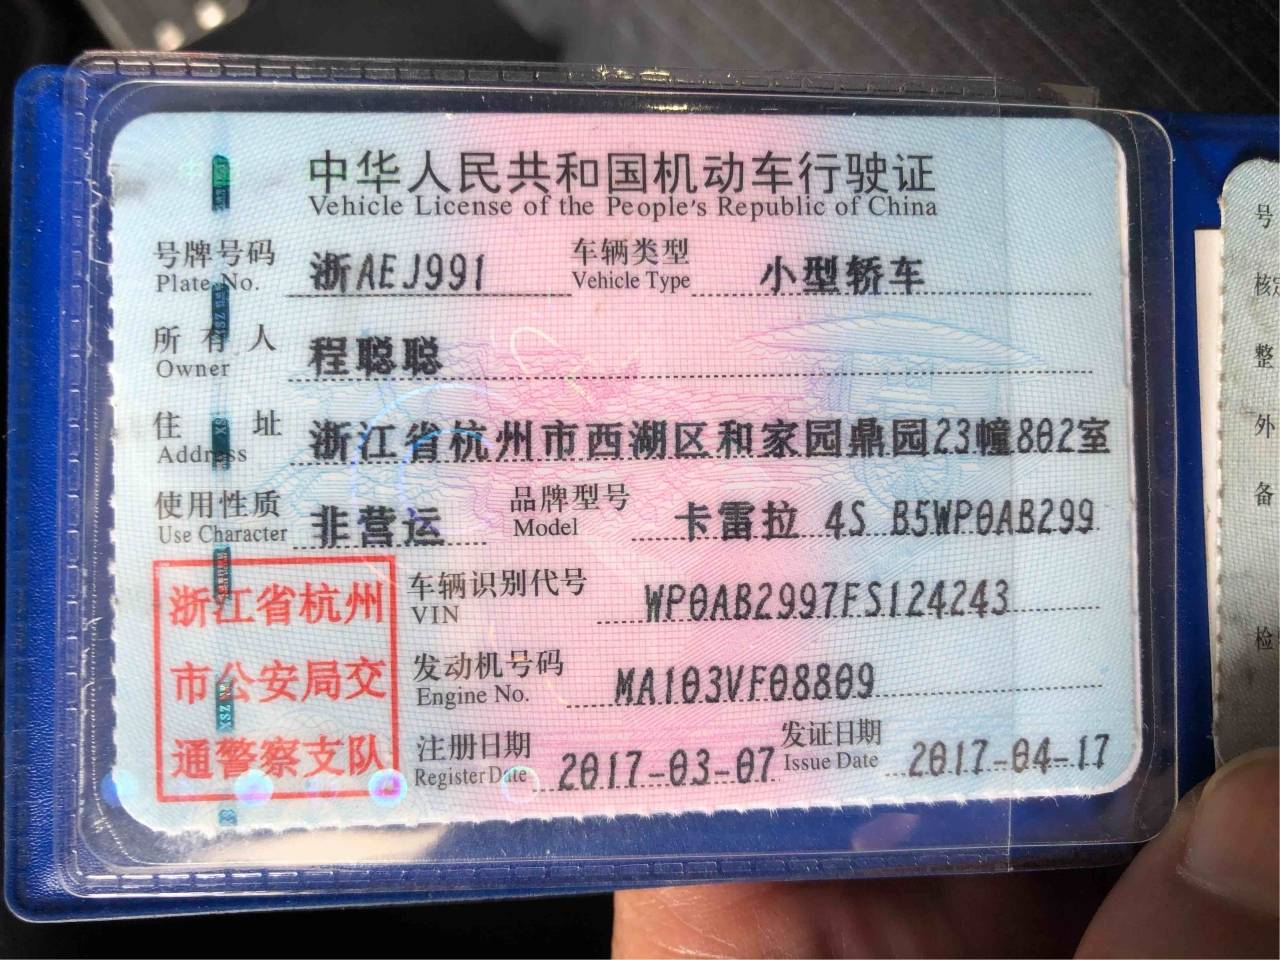 中华人民共和国机动车行驶证
Vehicle License of the People's Republic of China
号牌号码 浙AEJ991 车辆类型 小型轿车
Plate No. Vehicle Type
所有人 程聪聪
Owner
住址 浙江省杭州市西湖区和家园鼎园23幢802室
Address
使用性质 非营运 品牌型号 卡雷拉 4S B5WP0AB299
Use Character Model
浙江省杭州
市公安局交
通警察支队
车辆识别代号 WP0AB2997FS124243
VIN
发动机号码 MA103VF08809
Engine No.
注册日期 2017-03-07 发证日期 2017-04-17
Register Date Issue Date
号
核定
整
外
备
检